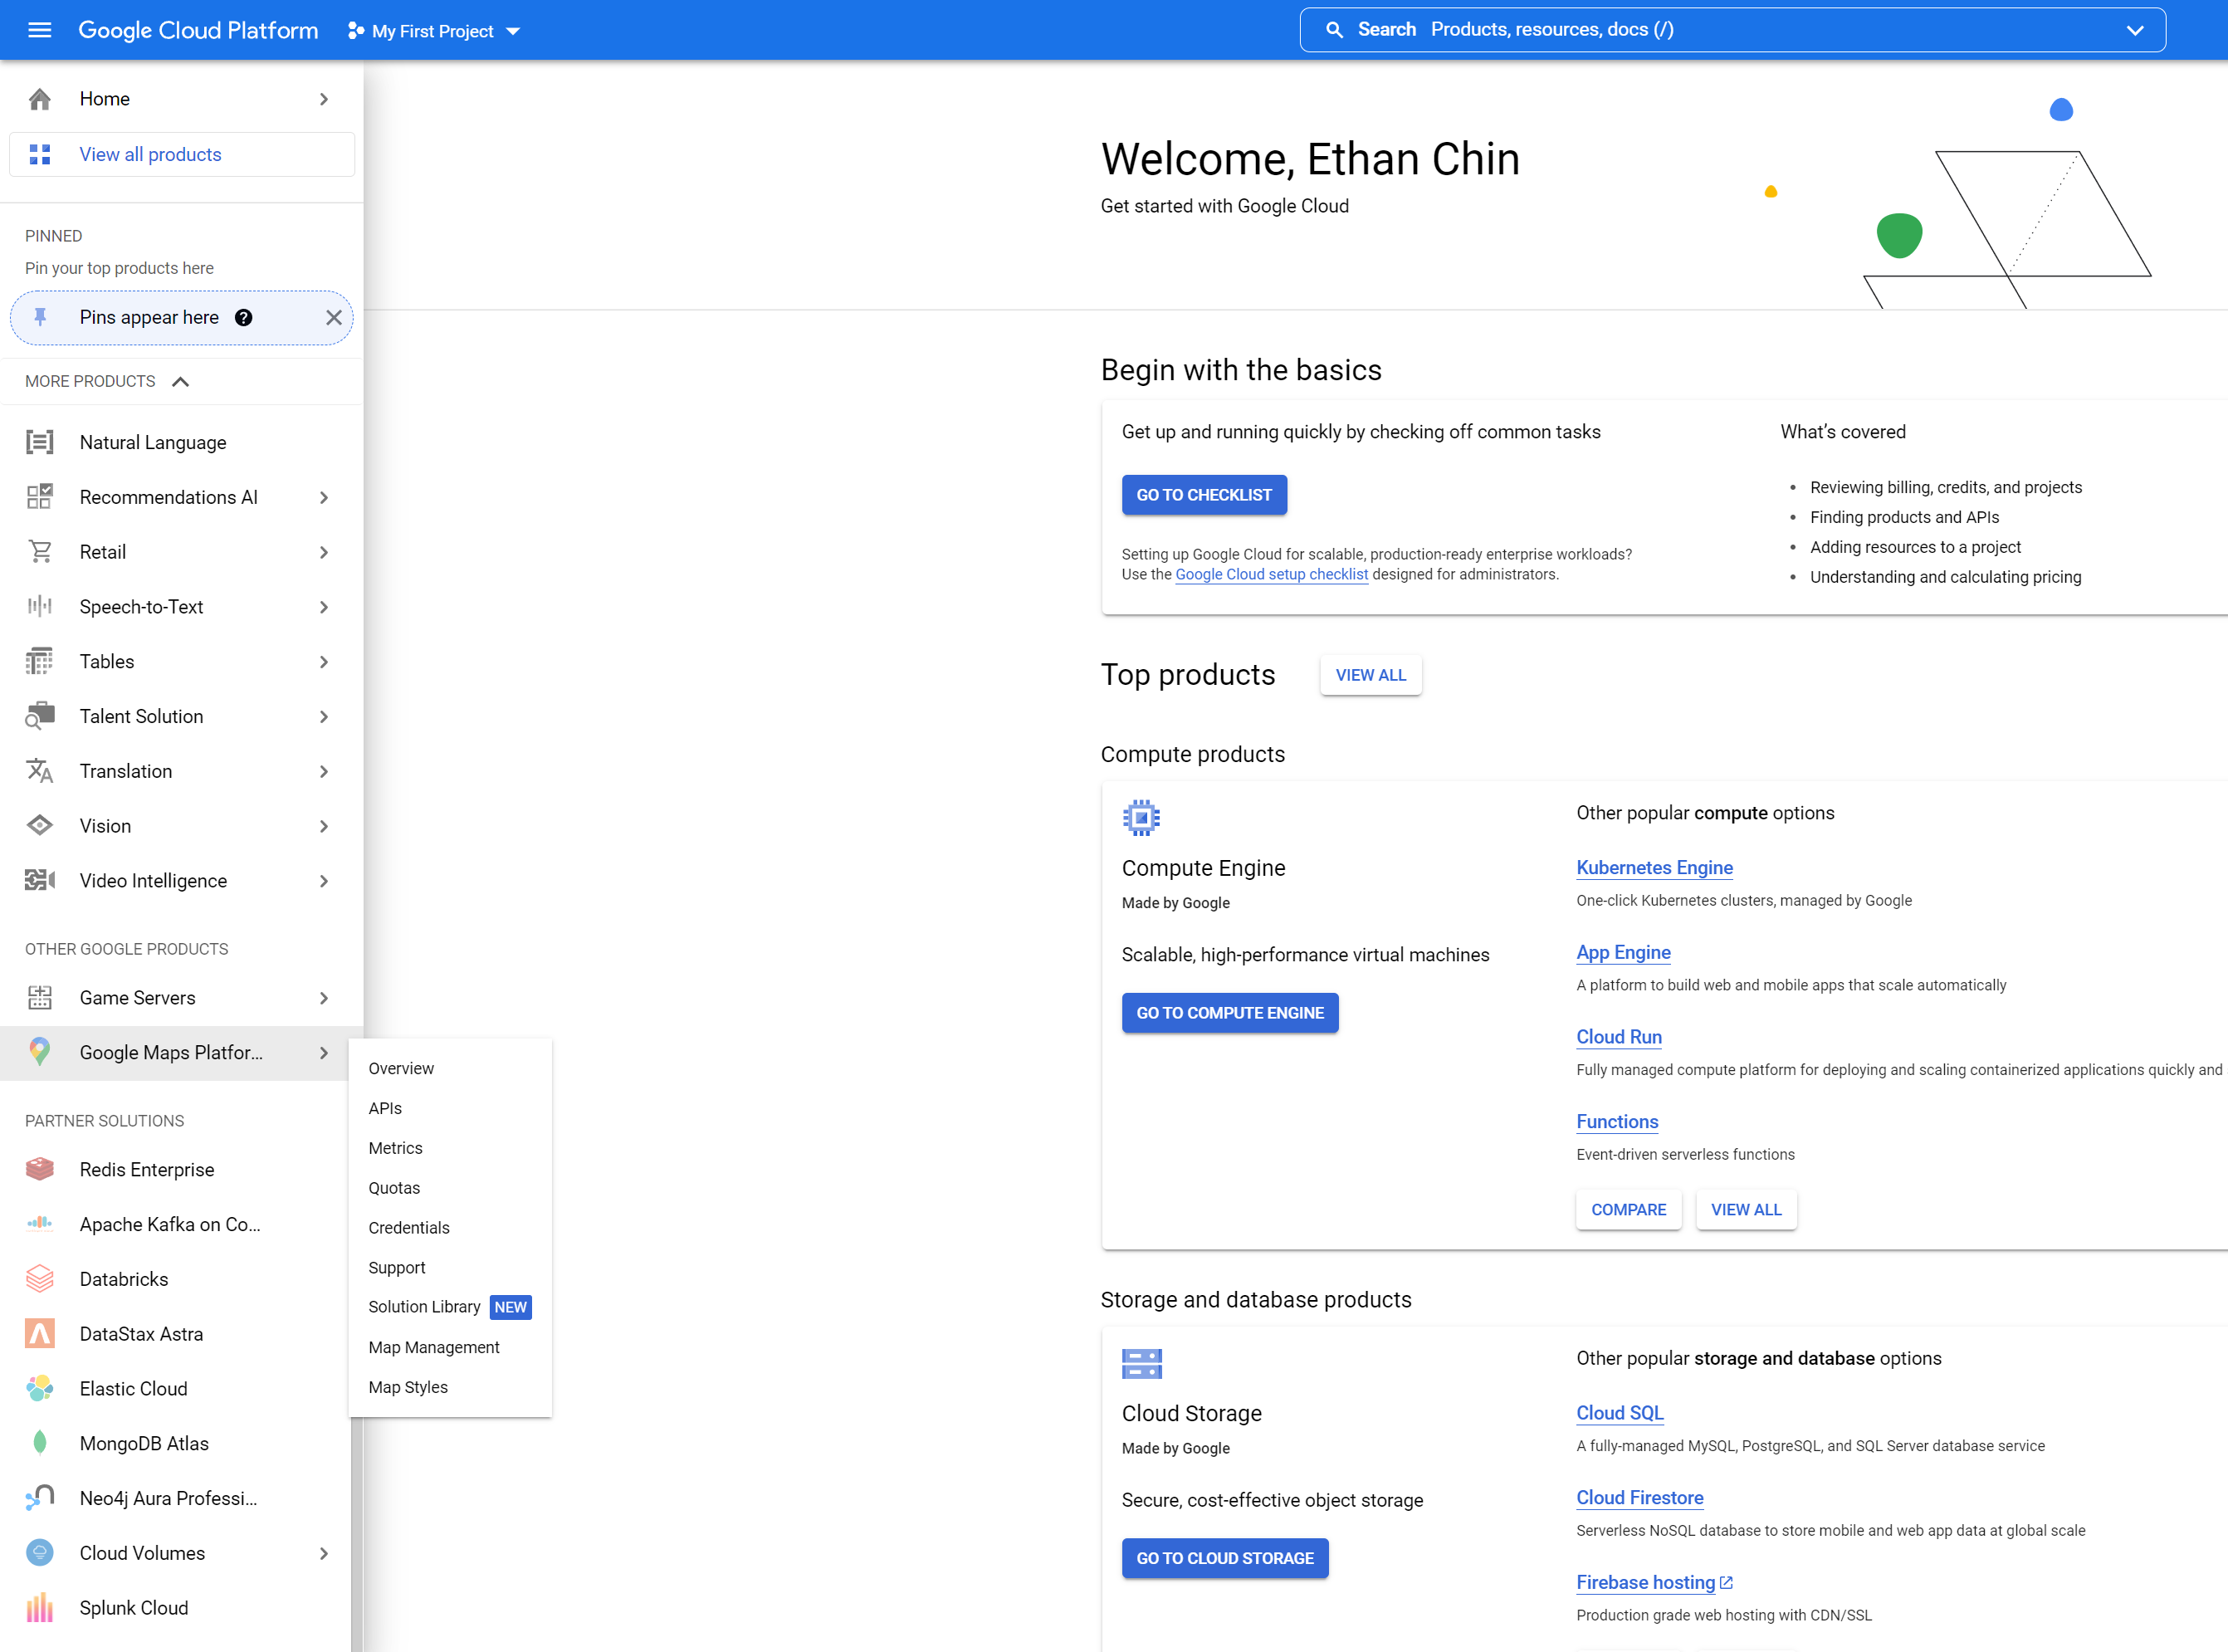 Google Cloud Platform
My First Project
Search Products, resources, docs (/)
Home
View all products
PINNED
Pin your top products here
Pins appear here
MORE PRODUCTS
Natural Language
Recommendations AI
Retail
Speech-to-Text
Tables
Talent Solution
Translation
Vision
Video Intelligence
OTHER GOOGLE PRODUCTS
Game Servers
Google Maps Platfor...
PARTNER SOLUTIONS
Redis Enterprise
Apache Kafka on Co...
Databricks
DataStax Astra
Elastic Cloud
MongoDB Atlas
Neo4j Aura Professi...
Cloud Volumes
Splunk Cloud
Overview
APIs
Metrics
Quotas
Credentials
Support
Solution Library NEW
Map Management
Map Styles
Welcome, Ethan Chin
Get started with Google Cloud
Begin with the basics
Get up and running quickly by checking off common tasks
GO TO CHECKLIST
Setting up Google Cloud for scalable, production-ready enterprise workloads?
Use the Google Cloud setup checklist designed for administrators.
What's covered
• Reviewing billing, credits, and projects
• Finding products and APIs
• Adding resources to a project
• Understanding and calculating pricing
Top products
VIEW ALL
Compute products
Compute Engine
Made by Google
Scalable, high-performance virtual machines
GO TO COMPUTE ENGINE
Other popular compute options
Kubernetes Engine
One-click Kubernetes clusters, managed by Google
App Engine
A platform to build web and mobile apps that scale automatically
Cloud Run
Fully managed compute platform for deploying and scaling containerized applications quickly and
Functions
Event-driven serverless functions
COMPARE
VIEW ALL
Storage and database products
Cloud Storage
Made by Google
Secure, cost-effective object storage
GO TO CLOUD STORAGE
Other popular storage and database options
Cloud SQL
A fully-managed MySQL, PostgreSQL, and SQL Server database service
Cloud Firestore
Serverless NoSQL database to store mobile and web app data at global scale
Firebase hosting
Production grade web hosting with CDN/SSL